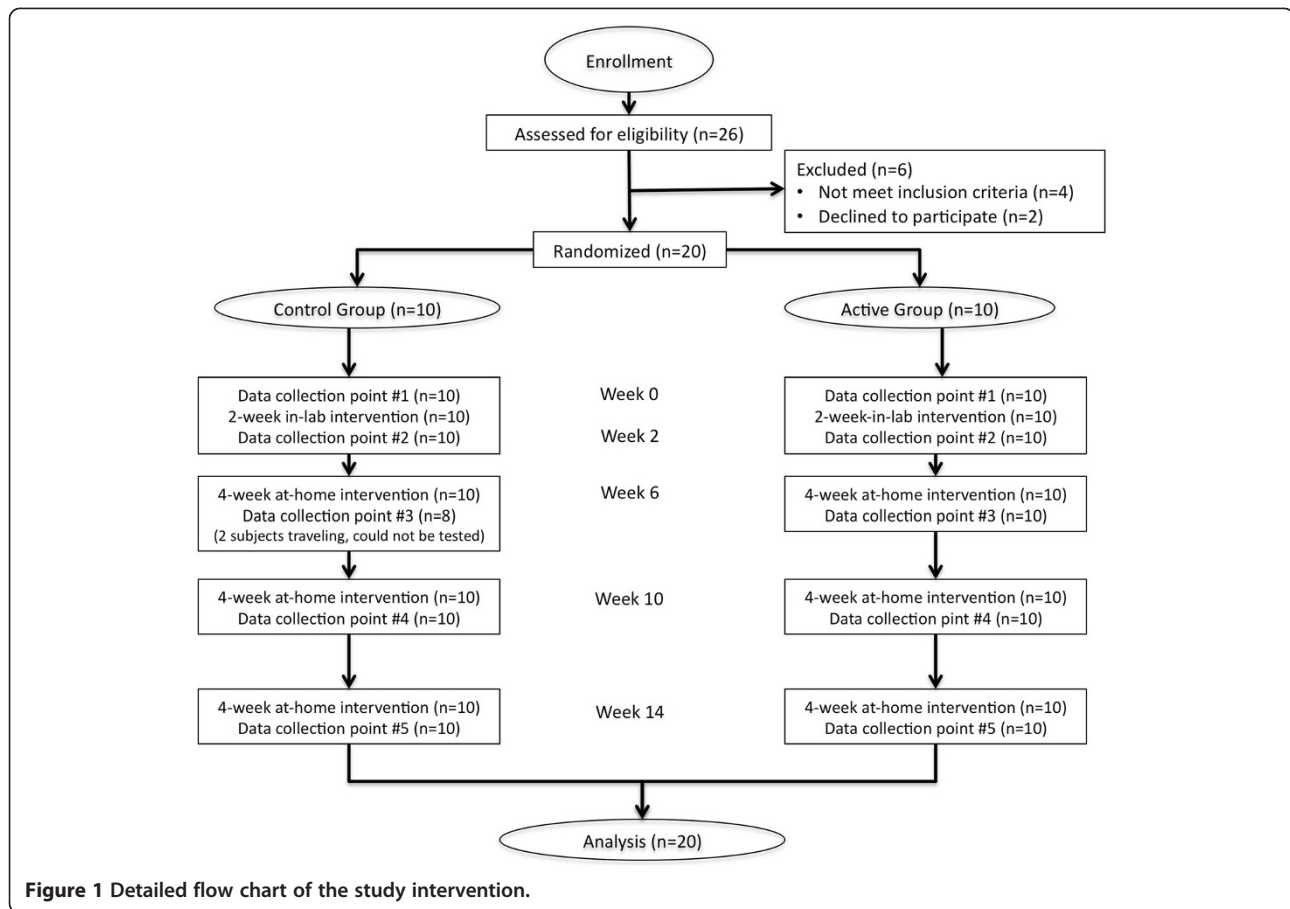 Enrollment
Assessed for eligibility (n=26)
Excluded (n=6)
• Not meet inclusion criteria (n=4)
• Declined to participate (n=2)
Randomized (n=20)
Control Group (n=10)
Active Group (n=10)
Data collection point #1 (n=10)
2-week in-lab intervention (n=10)
Data collection point #2 (n=10)
Week 0
Week 2
Data collection point #1 (n=10)
2-week-in-lab intervention (n=10)
Data collection point #2 (n=10)
4-week at-home intervention (n=10)
Data collection point #3 (n=8)
(2 subjects traveling, could not be tested)
Week 6
4-week at-home intervention (n=10)
Data collection point #3 (n=10)
4-week at-home intervention (n=10)
Data collection point #4 (n=10)
Week 10
4-week at-home intervention (n=10)
Data collection pint #4 (n=10)
4-week at-home intervention (n=10)
Data collection point #5 (n=10)
Week 14
4-week at-home intervention (n=10)
Data collection point #5 (n=10)
Analysis (n=20)
Figure 1 Detailed flow chart of the study intervention.